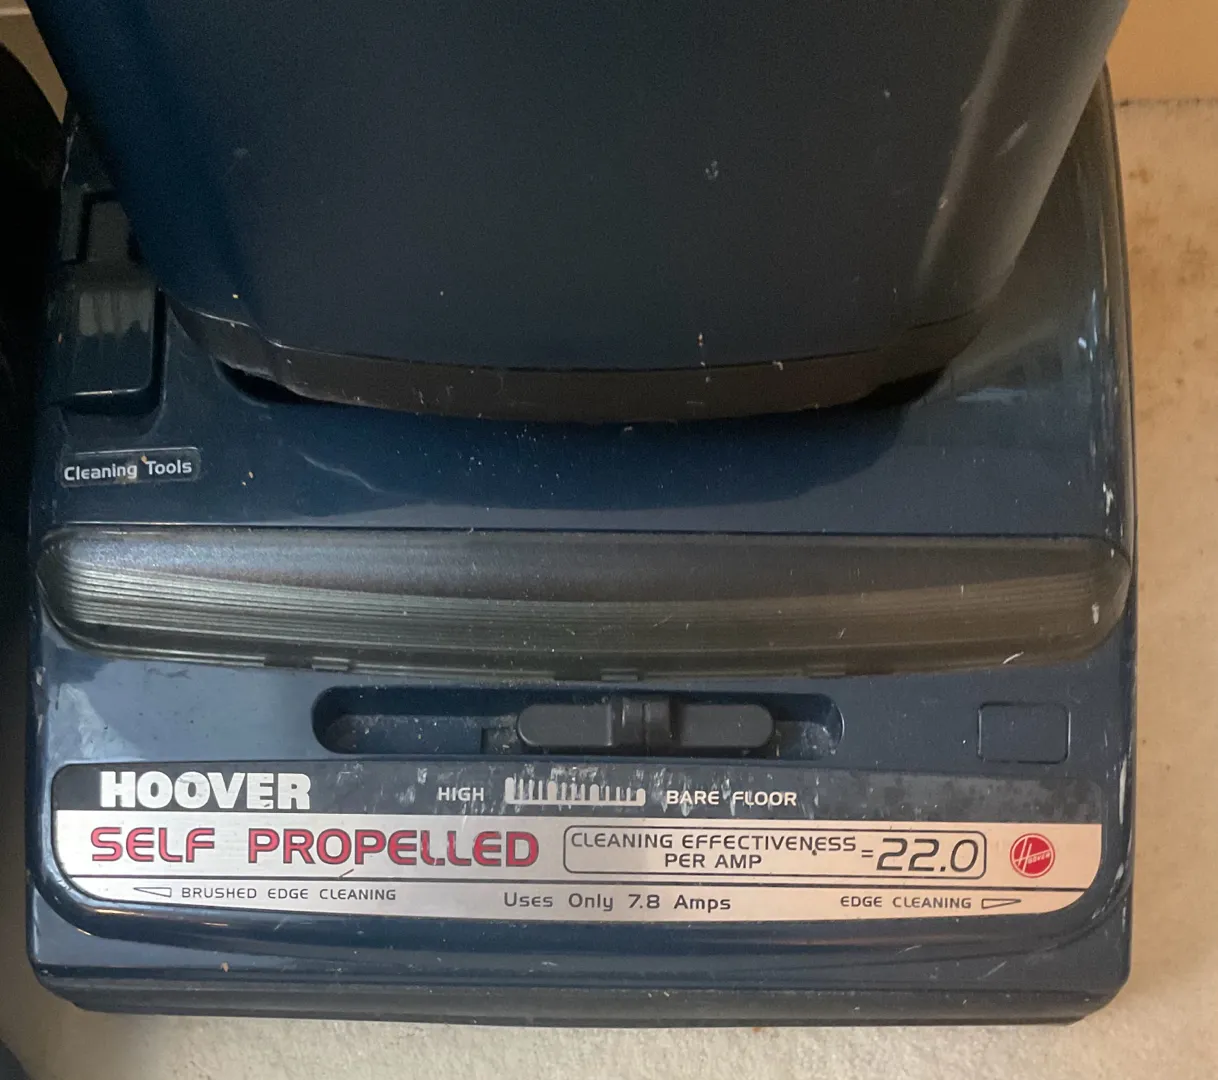 Cleaning Tools
HOOVER
HIGH
BARE FLOOR
SELF PROPELLED
CLEANING EFFECTIVENESS
PER AMP
=22.0
Hoover
BRUSHED EDGE CLEANING
Uses Only 7.8 Amps
EDGE CLEANING